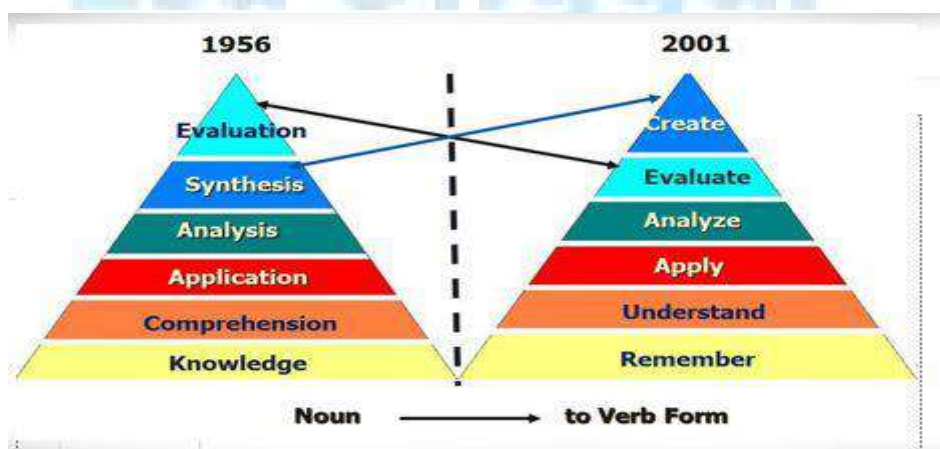 1956
Evaluation
Synthesis
Analysis
Application
Comprehension
Knowledge
2001
Create
Evaluate
Analyze
Apply
Understand
Remember
Noun to Verb Form